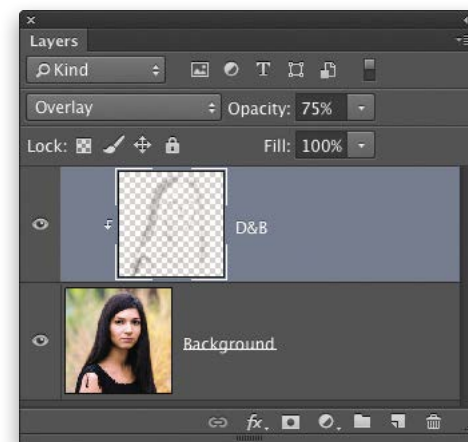 Layers
Kind
Overlay Opacity: 75%
Lock: Fill: 100%
D&B
Background
fx.